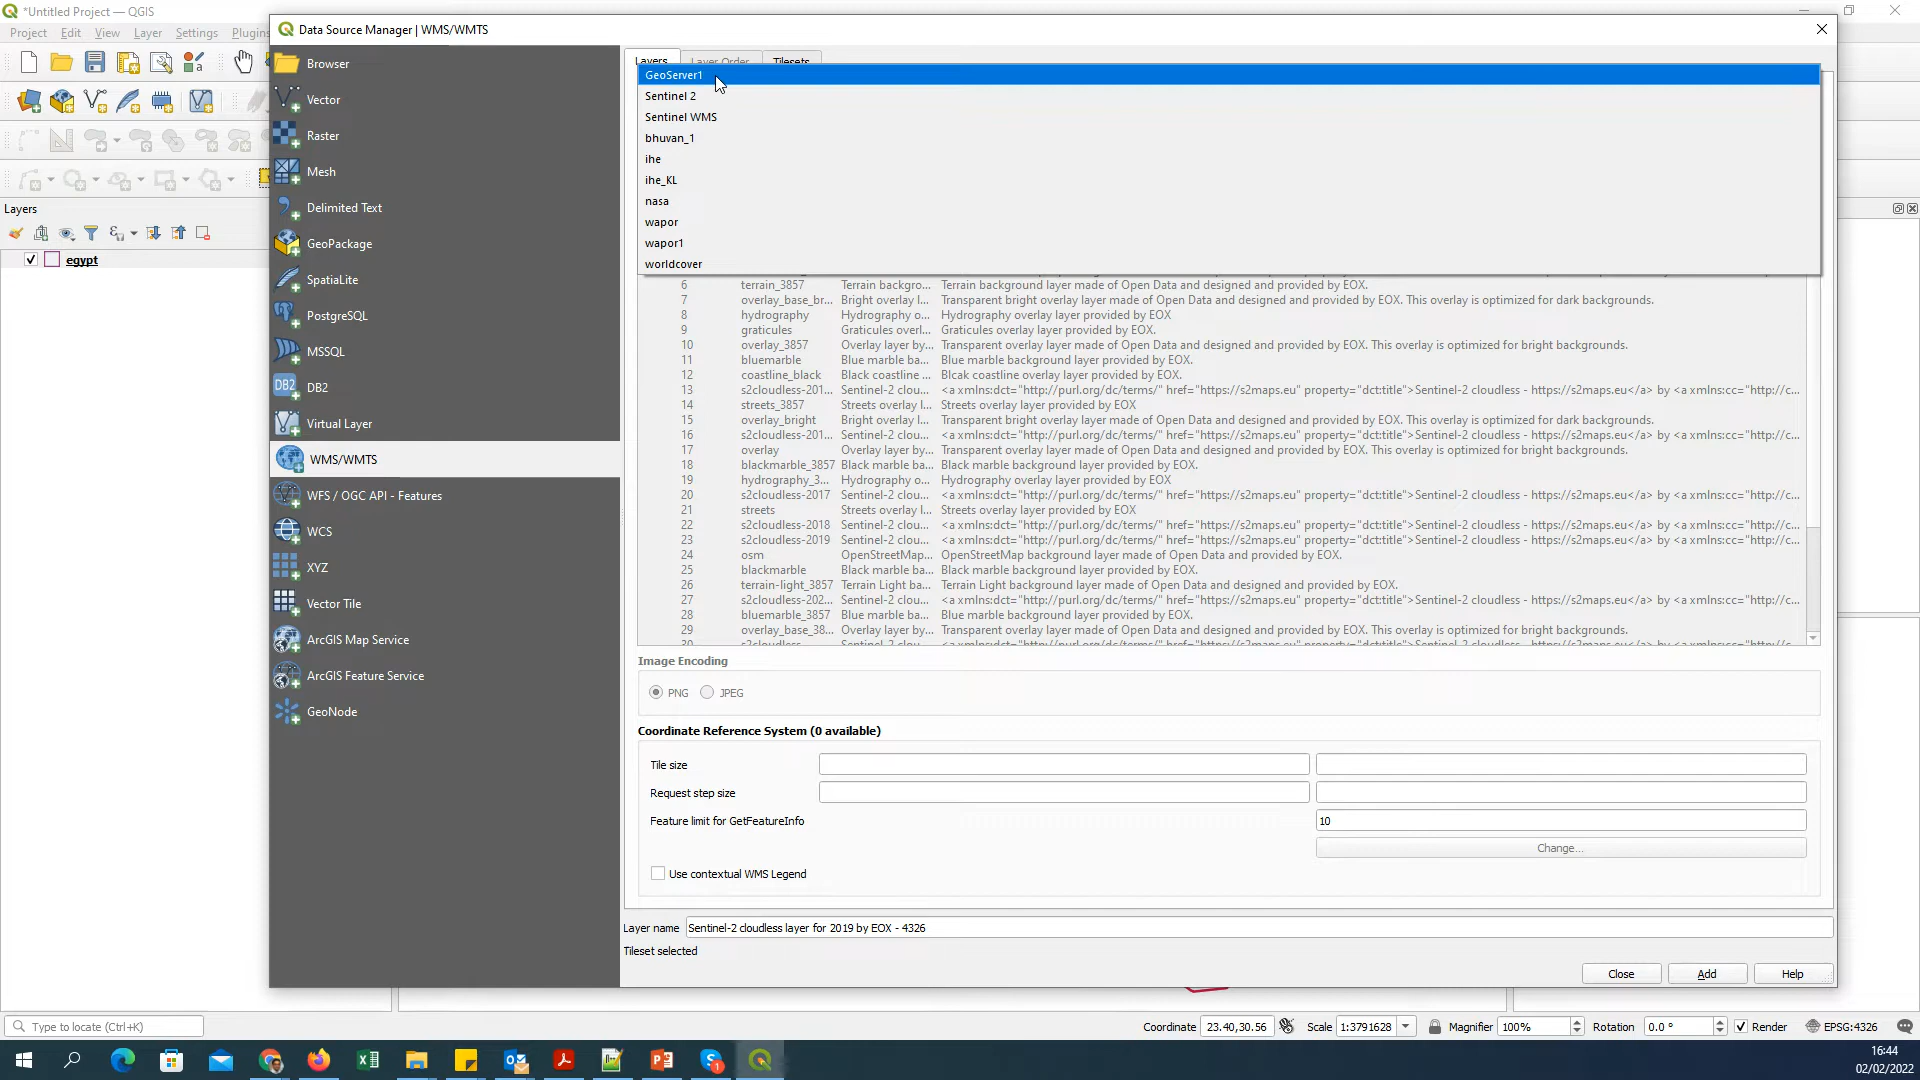 *Untitled Project — QGIS
Project Edit View Layer Settings Plugins
Data Source Manager | WMS/WMTS
Layers Layer Order Tilesets
Browser
Vector
Raster
Mesh
Delimited Text
GeoPackage
SpatiaLite
PostgreSQL
MSSQL
DB2
Virtual Layer
WMS/WMTS
WFS / OGC API - Features
WCS
XYZ
Vector Tile
ArcGIS Map Service
ArcGIS Feature Service
GeoNode
Layers
egypt
GeoServer1
Sentinel 2
Sentinel WMS
bhuvan_1
ihe
ihe_KL
nasa
wapor
wapor1
worldcover
6 terrain_3857 Terrain backgro... Terrain background layer made of Open Data and designed and provided by EOX.
7 overlay_base_br... Bright overlay l... Transparent bright overlay layer made of Open Data and designed and provided by EOX. This overlay is optimized for dark backgrounds.
8 hydrography Hydrography o... Hydrography overlay layer provided by EOX
9 graticules Graticules overl... Graticules overlay layer provided by EOX.
10 overlay_3857 Overlay layer by... Transparent overlay layer made of Open Data and designed and provided by EOX. This overlay is optimized for bright backgrounds.
11 bluemarble Blue marble ba... Blue marble background layer provided by EOX.
12 coastline_black Black coastline ... Blcak coastline overlay layer provided by EOX.
13 s2cloudless-201... Sentinel-2 clou... <a xmlns:dct="http://purl.org/dc/terms/" href="https://s2maps.eu" property="dct:title">Sentinel-2 cloudless - https://s2maps.eu</a> by <a xmlns:cc="http://c...
14 streets_3857 Streets overlay l... Streets overlay layer provided by EOX
15 overlay_bright Bright overlay l... Transparent bright overlay layer made of Open Data and designed and provided by EOX. This overlay is optimized for dark backgrounds.
16 s2cloudless-201... Sentinel-2 clou... <a xmlns:dct="http://purl.org/dc/terms/" href="https://s2maps.eu" property="dct:title">Sentinel-2 cloudless - https://s2maps.eu</a> by <a xmlns:cc="http://c...
17 overlay Overlay layer by... Transparent overlay layer made of Open Data and designed and provided by EOX. This overlay is optimized for bright backgrounds.
18 blackmarble_3857 Black marble ba... Black marble background layer provided by EOX.
19 hydrography_3... Hydrography o... Hydrography overlay layer provided by EOX
20 s2cloudless-2017 Sentinel-2 clou... <a xmlns:dct="http://purl.org/dc/terms/" href="https://s2maps.eu" property="dct:title">Sentinel-2 cloudless - https://s2maps.eu</a> by <a xmlns:cc="http://c...
21 streets Streets overlay l... Streets overlay layer provided by EOX
22 s2cloudless-2018 Sentinel-2 clou... <a xmlns:dct="http://purl.org/dc/terms/" href="https://s2maps.eu" property="dct:title">Sentinel-2 cloudless - https://s2maps.eu</a> by <a xmlns:cc="http://c...
23 s2cloudless-2019 Sentinel-2 clou... <a xmlns:dct="http://purl.org/dc/terms/" href="https://s2maps.eu" property="dct:title">Sentinel-2 cloudless - https://s2maps.eu</a> by <a xmlns:cc="http://c...
24 osm OpenStreetMap... OpenStreetMap background layer made of Open Data and provided by EOX.
25 blackmarble Black marble ba... Black marble background layer provided by EOX.
26 terrain-light_3857 Terrain Light ba... Terrain Light background layer made of Open Data and designed and provided by EOX.
27 s2cloudless-202... Sentinel-2 clou... <a xmlns:dct="http://purl.org/dc/terms/" href="https://s2maps.eu" property="dct:title">Sentinel-2 cloudless - https://s2maps.eu</a> by <a xmlns:cc="http://c...
28 bluemarble_3857 Blue marble ba... Blue marble background layer provided by EOX.
29 overlay_base_38... Overlay layer by... Transparent overlay layer made of Open Data and designed and provided by EOX. This overlay is optimized for bright backgrounds.
Image Encoding
PNG JPEG
Coordinate Reference System (0 available)
Tile size
Request step size
Feature limit for GetFeatureInfo 10
Change...
Use contextual WMS Legend
Layer name Sentinel-2 cloudless layer for 2019 by EOX - 4326
Tileset selected
Close Add Help
Type to locate (Ctrl+K) Coordinate 23.40,30.56 Scale 1:3791628 Magnifier 100% Rotation 0.0 ° Render EPSG:4326
16:44
02/02/2022